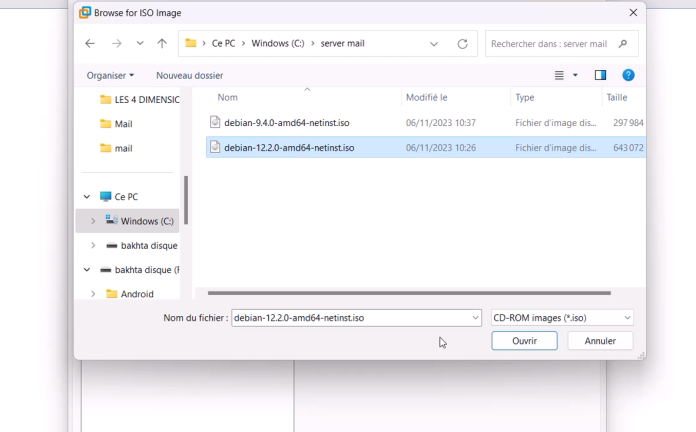 Browse for ISO Image
Ce PC > Windows (C:) > server mail
Rechercher dans : server mail
Organiser
Nouveau dossier
Nom
Modifié le
Type
Taille
LES 4 DIMENSIC
Mail
mail
debian-9.4.0-amd64-netinst.iso
06/11/2023 10:37
Fichier d'image dis...
297 984
debian-12.2.0-amd64-netinst.iso
06/11/2023 10:26
Fichier d'image dis...
643 072
Ce PC
Windows (C:)
bakhta disque
bakhta disque (F
Android
Nom du fichier :
debian-12.2.0-amd64-netinst.iso
CD-ROM images (*.iso)
Ouvrir
Annuler